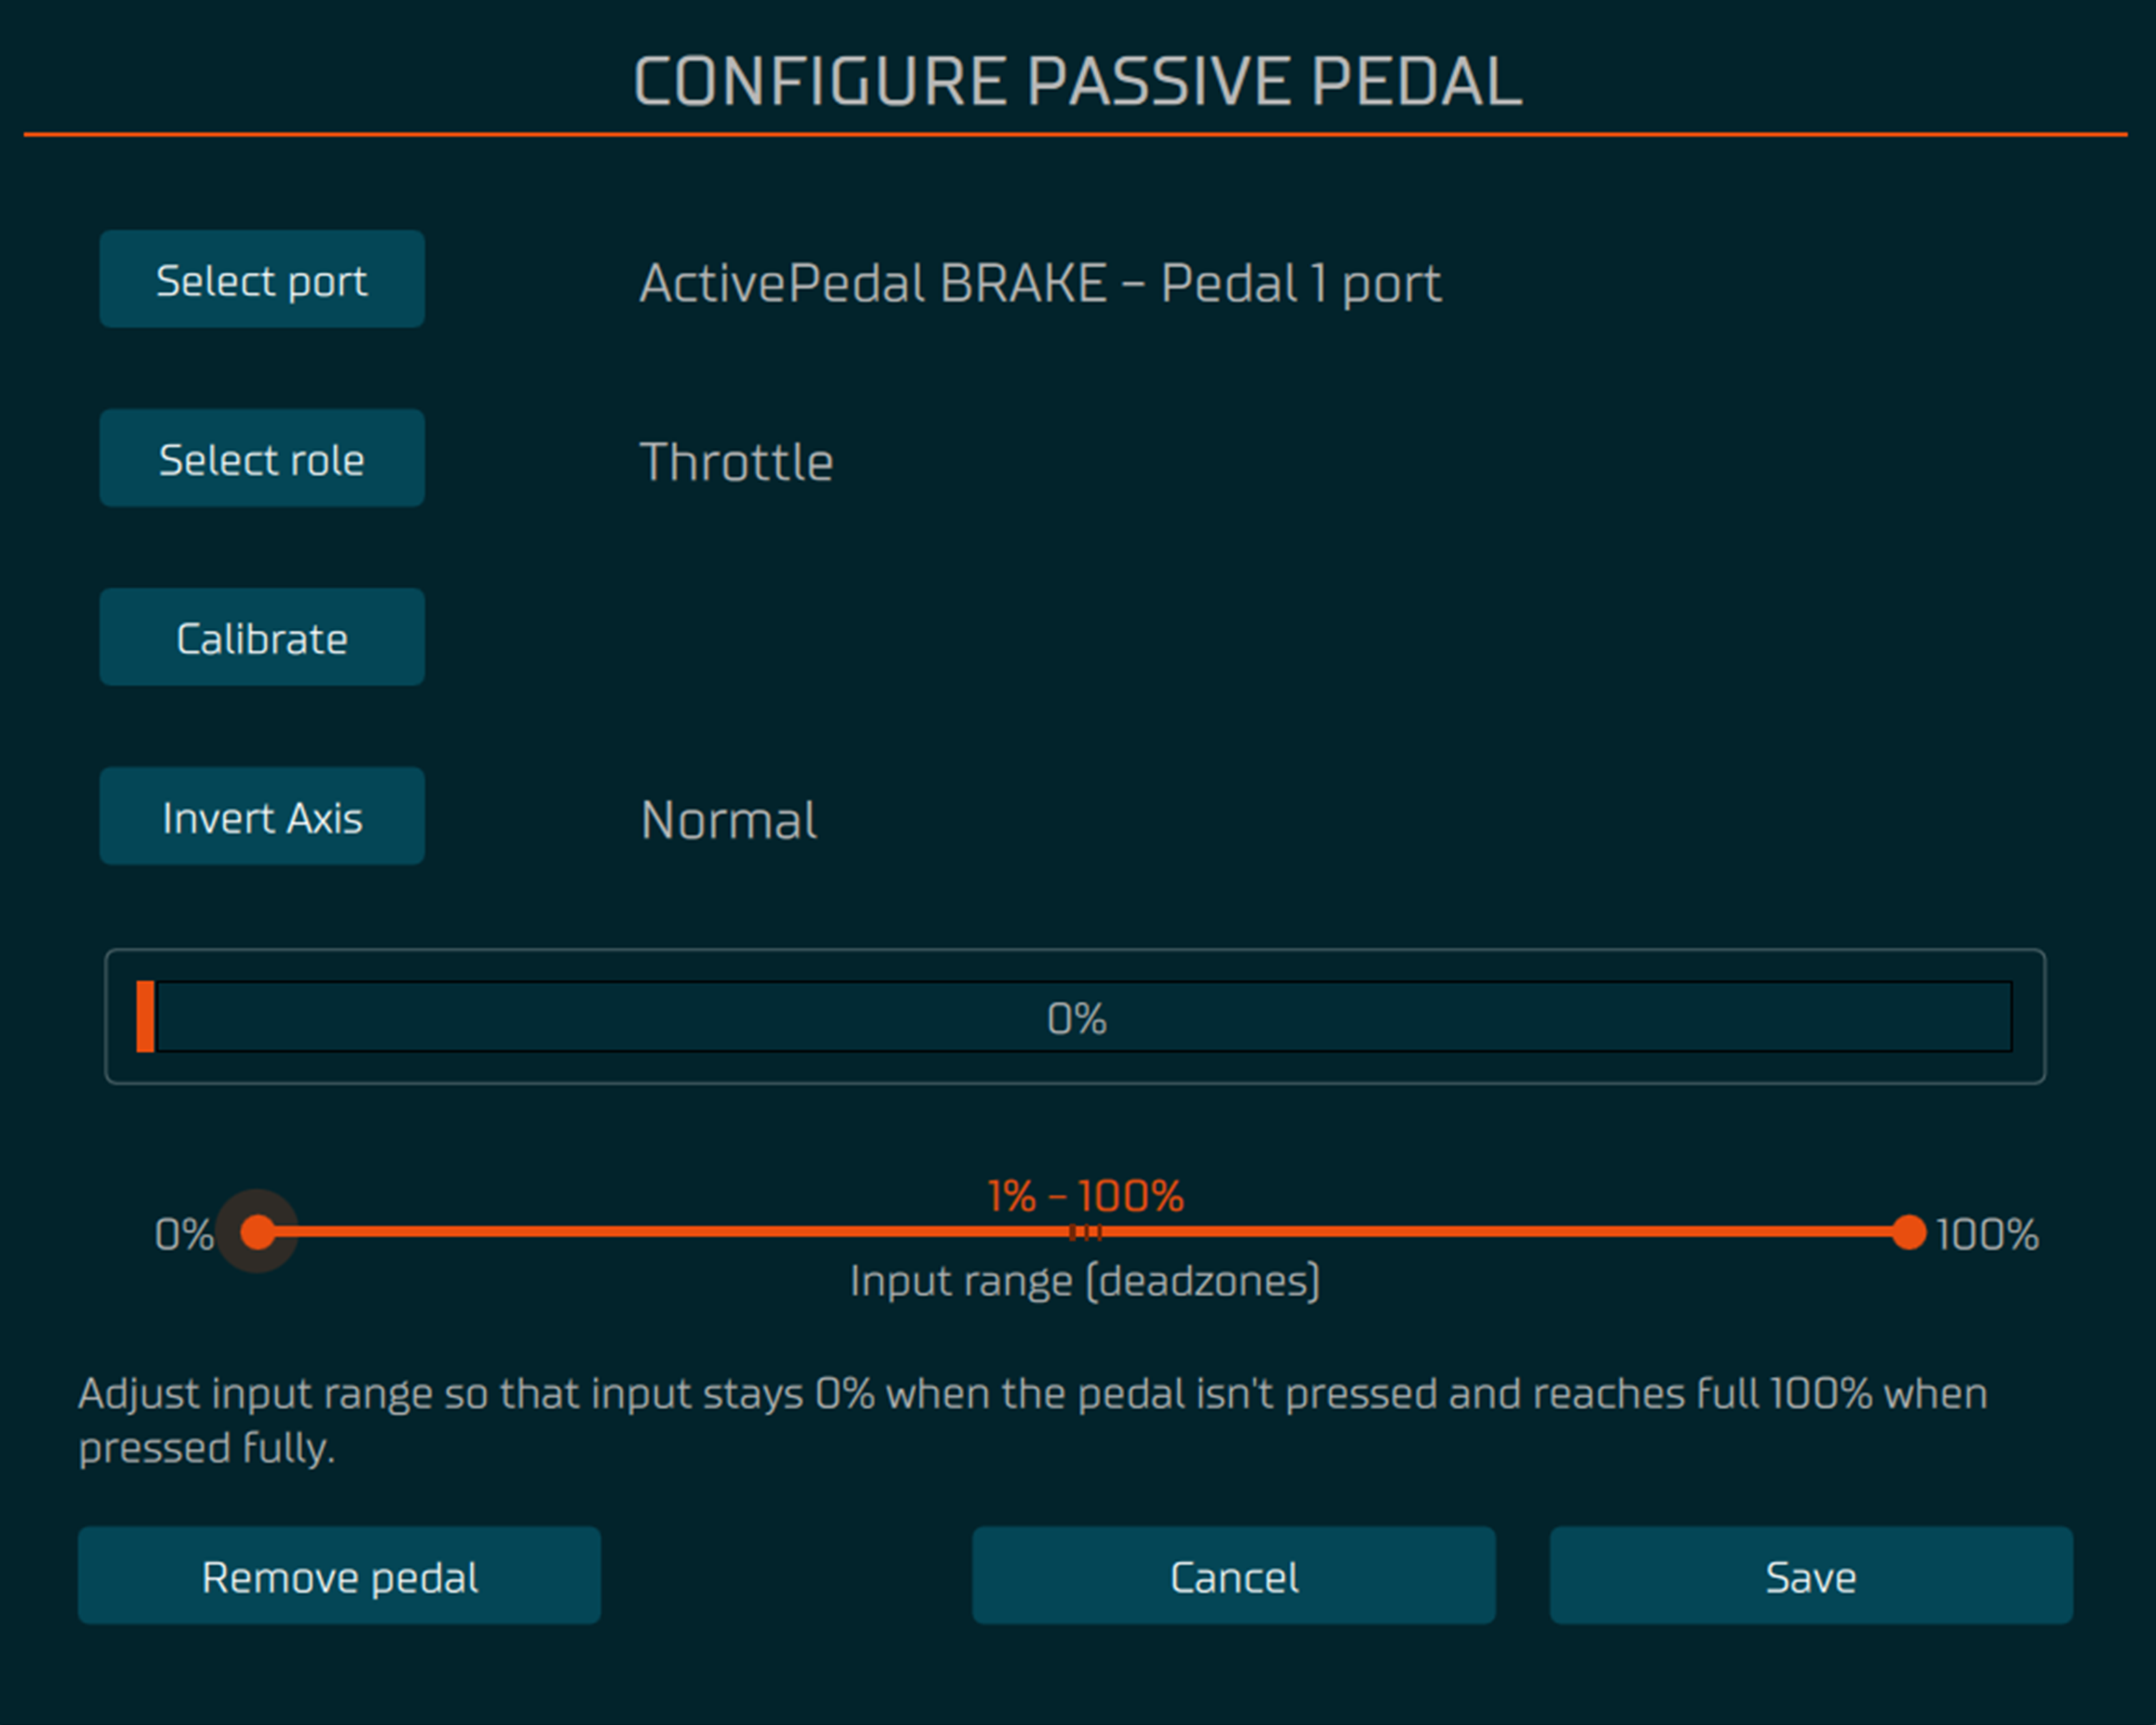 CONFIGURE PASSIVE PEDAL
Select port
ActivePedal BRAKE – Pedal 1 port
Select role
Throttle
Calibrate
Invert Axis
Normal
0%
1% – 100%
0%
100%
Input range (deadzones)
Adjust input range so that input stays 0% when the pedal isn't pressed and reaches full 100% when
pressed fully.
Remove pedal
Cancel
Save